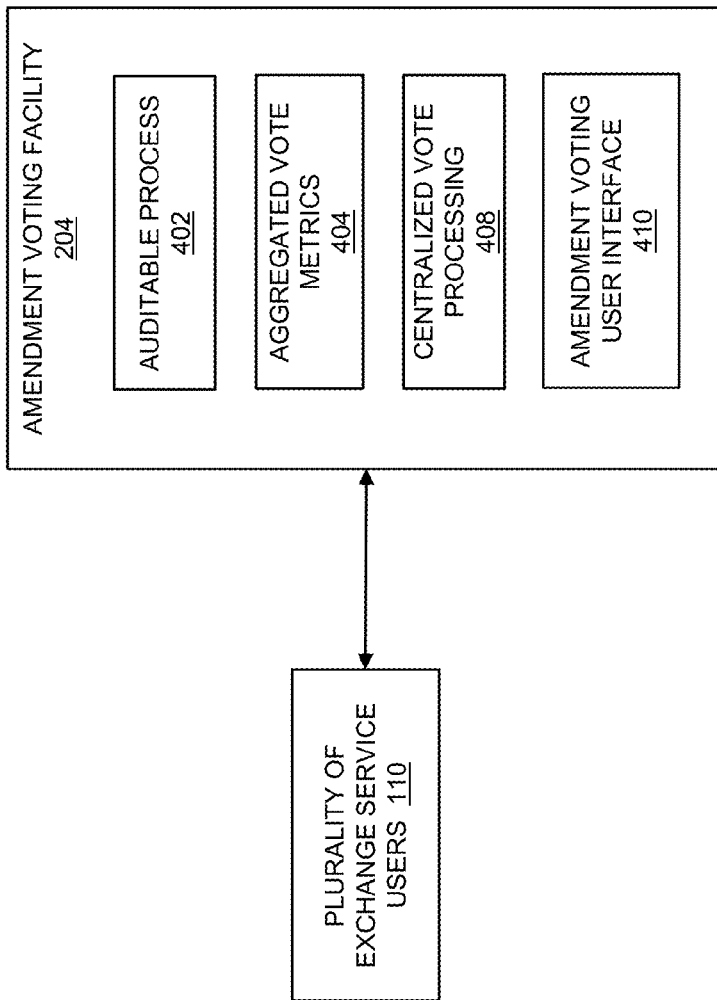 AMENDMENT VOTING FACILITY
204
AUDITABLE PROCESS
402
AGGREGATED VOTE
METRICS
404
CENTRALIZED VOTE
PROCESSING
408
AMENDMENT VOTING
USER INTERFACE
410
PLURALITY OF
EXCHANGE SERVICE
USERS 110